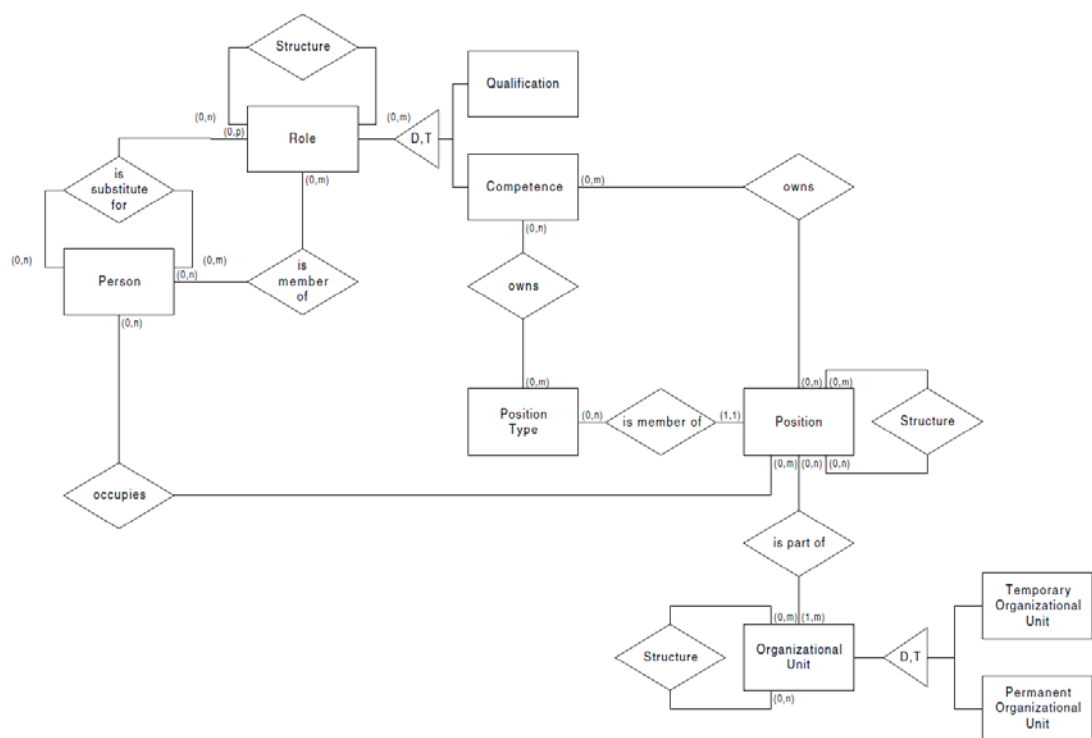 Structure
Qualification
(0,n)
(0,m)
(0,p)
Role
D,T
is
substitute
for
(0,m)
Competence
(0,m)
owns
(0,n)
(0,n)
(0,m)
Person
(0,n)
is
member
of
owns
(0,n)
(0,m)
(0,n)
(0,m)
Position
Type
(0,n)
is member of
(1,1)
Position
Structure
(0,m)
(0,n)
(0,n)
occupies
is part of
Temporary
Organizational
Unit
(0,m)
(1,m)
Structure
Organizational
Unit
D,T
(0,n)
Permanent
Organizational
Unit